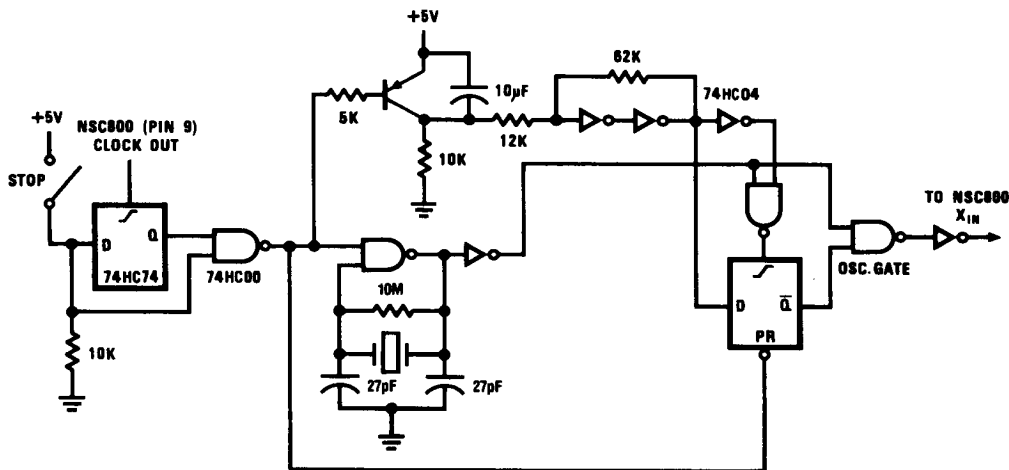 +5V
62K
5K
10µF
74HC04
12K
10K
+5V
NSC800 (PIN 9)
CLOCK OUT
STOP
D
Q
74HC74
74HC00
10K
10M
27pF
27pF
TO NSC800
XIN
OSC. GATE
D
Q̅
PR